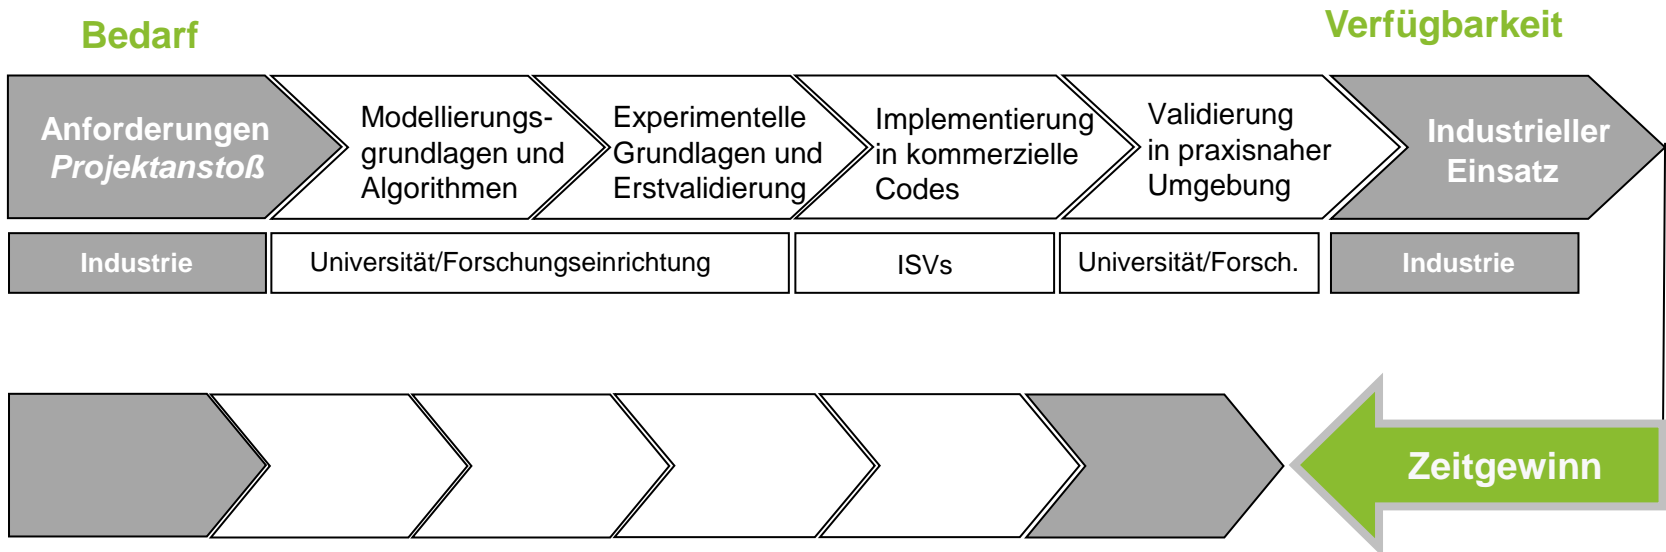 Bedarf
Verfügbarkeit
Anforderungen
Projektanstoß
Modellierungs-
grundlagen und
Algorithmen
Experimentelle
Grundlagen und
Erstvalidierung
Implementierung
in kommerzielle
Codes
Validierung
in praxisnaher
Umgebung
Industrieller
Einsatz
Industrie
Universität/Forschungseinrichtung
ISVs
Universität/Forsch.
Industrie
Zeitgewinn